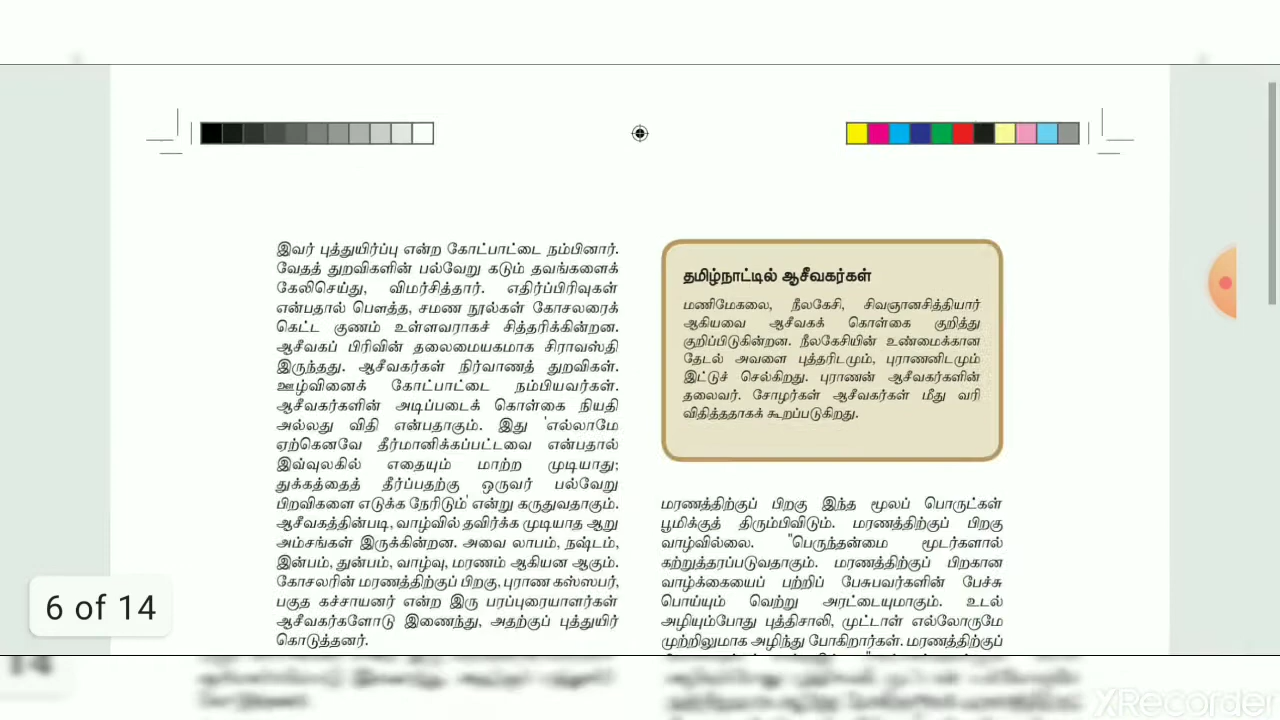 இவர் புத்துயிர்ப்பு என்ற கோட்பாட்டை நம்பினார்.
வேதத் துறவிகளின் பல்வேறு கடும் தவங்களைக்
கேலிசெய்து, விமர்சித்தார். எதிர்ப்பிரிவுகள்
என்பதால் பௌத்த, சமண நூல்கள் கோசலரைக்
கெட்ட குணம் உள்ளவராகச் சித்தரிக்கின்றன.
ஆசீவகப் பிரிவின் தலைமையகமாக சிராவஸ்தி
இருந்தது. ஆசீவகர்கள் நிர்வாணத் துறவிகள்.
ஊழ்வினைக் கோட்பாட்டை நம்பியவர்கள்.
ஆசீவகர்களின் அடிப்படைக் கொள்கை நியதி
அல்லது விதி என்பதாகும். இது 'எல்லாமே
ஏற்கெனவே தீர்மானிக்கப்பட்டவை என்பதால்
இவ்வுலகில் எதையும் மாற்ற முடியாது;
துக்கத்தைத் தீர்ப்பதற்கு ஒருவர் பல்வேறு
பிறவிகளை எடுக்க நேரிடும்' என்று கருதுவதாகும்.
ஆசீவகத்தின்படி, வாழ்வில் தவிர்க்க முடியாத ஆறு
அம்சங்கள் இருக்கின்றன. அவை லாபம், நஷ்டம்,
இன்பம், துன்பம், வாழ்வு, மரணம் ஆகியன ஆகும்.
கோசலரின் மரணத்திற்குப் பிறகு, புராண கஸ்ஸபர்,
பகுத கச்சாயனர் என்ற இரு பரப்புரையாளர்கள்
ஆசீவகர்களோடு இணைந்து, அதற்குப் புத்துயிர்
கொடுத்தனர்.
தமிழ்நாட்டில் ஆசீவகர்கள்
மணிமேகலை, நீலகேசி, சிவஞானசித்தியார்
ஆகியவை ஆசீவகக் கொள்கை குறித்து
குறிப்பிடுகின்றன. நீலகேசியின் உண்மைக்கான
தேடல் அவளை புத்தரிடமும், புராணனிடமும்
இட்டுச் செல்கிறது. புராணன் ஆசீவகர்களின்
தலைவர். சோழர்கள் ஆசீவகர்கள் மீது வரி
விதித்ததாகக் கூறப்படுகிறது.
மரணத்திற்குப் பிறகு இந்த மூலப் பொருட்கள்
பூமிக்குத் திரும்பிவிடும். மரணத்திற்குப் பிறகு
வாழ்வில்லை. "பெருந்தன்மை மூடர்களால்
கற்றுத்தரப்படுவதாகும். மரணத்திற்குப் பிறகான
வாழ்க்கையைப் பற்றிப் பேசுபவர்களின் பேச்சு
பொய்யும் வெற்று அரட்டையுமாகும். உடல்
அழியும்போது புத்திசாலி, முட்டாள் எல்லோருமே
முற்றிலுமாக அழிந்து போகிறார்கள். மரணத்திற்குப்
6 of 14
14
XRecorder